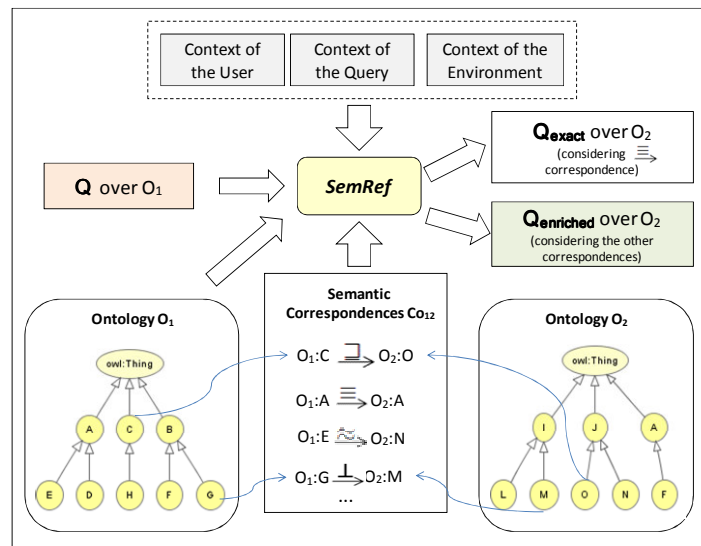 Context of
the User
Context of
the Query
Context of the
Environment
Q over O1
SemRef
Qexact over O2
(considering ≡→
correspondence)
Qenriched over O2
(considering the other
correspondences)
Ontology O1
owl:Thing
A
C
B
E
D
H
F
G
Semantic
Correspondences Co12
O1:C ⊒→ O2:O
O1:A ≡→ O2:A
O1:E O2:N
O1:G ⊥→ O2:M
...
Ontology O2
owl:Thing
I
J
A
L
M
O
N
F